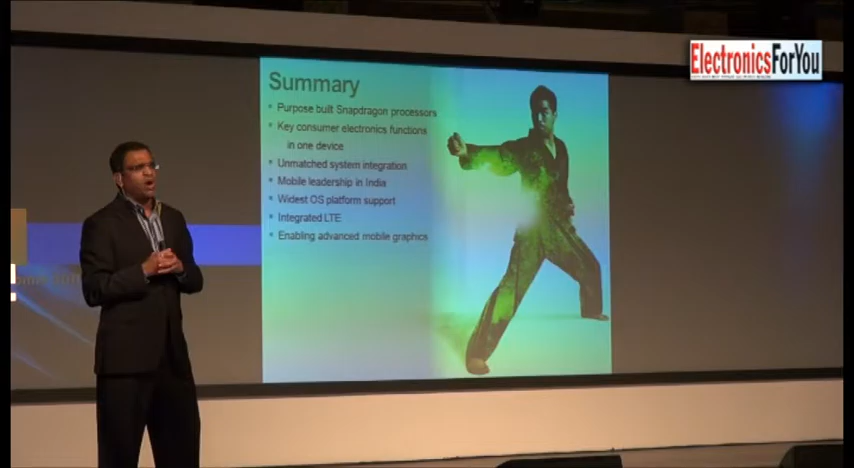 ElectronicsForYou
Summary
Purpose built Snapdragon processors
Key consumer electronics functions
in one device
Unmatched system integration
Mobile leadership in India
Widest OS platform support
Integrated LTE
Enabling advanced mobile graphics